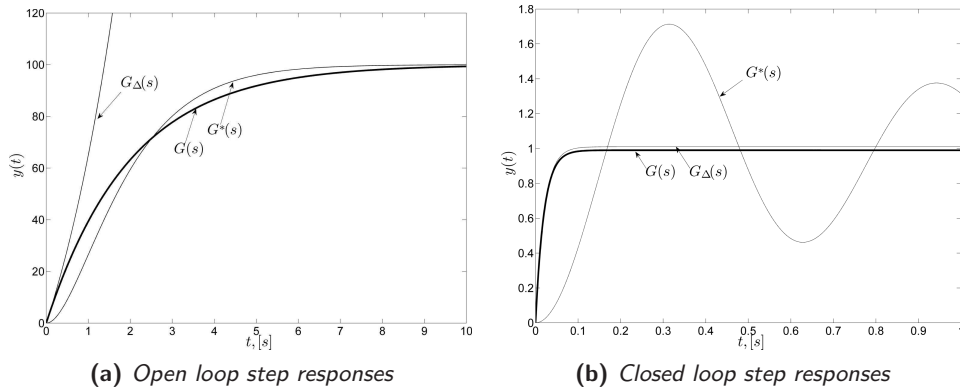 120
100
80
60
40
20
0
y(t)
G_Δ(s)
G*(s)
G(s)
0 1 2 3 4 5 6 7 8 9 10
t, [s]
(a) Open loop step responses
1.8
1.6
1.4
1.2
1
0.8
0.6
0.4
0.2
0
y(t)
G*(s)
G(s)
G_Δ(s)
0 0.1 0.2 0.3 0.4 0.5 0.6 0.7 0.8 0.9
t, [s]
(b) Closed loop step responses